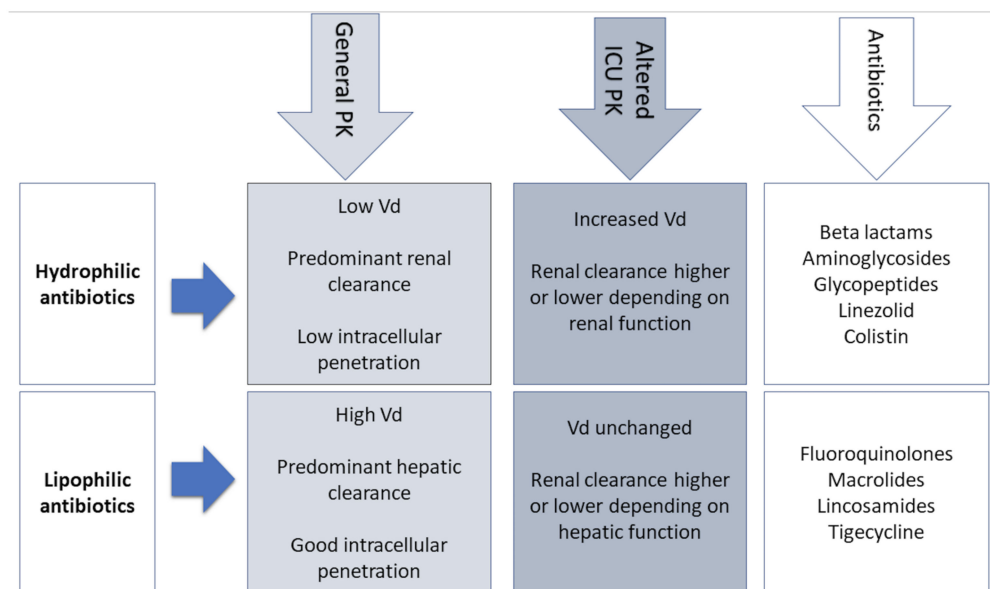 General PK
Altered
ICU PK
Antibiotics
Hydrophilic
antibiotics
Low Vd
Predominant renal
clearance
Low intracellular
penetration
Increased Vd
Renal clearance higher
or lower depending on
renal function
Beta lactams
Aminoglycosides
Glycopeptides
Linezolid
Colistin
Lipophilic
antibiotics
High Vd
Predominant hepatic
clearance
Good intracellular
penetration
Vd unchanged
Renal clearance higher
or lower depending on
hepatic function
Fluoroquinolones
Macrolides
Lincosamides
Tigecycline